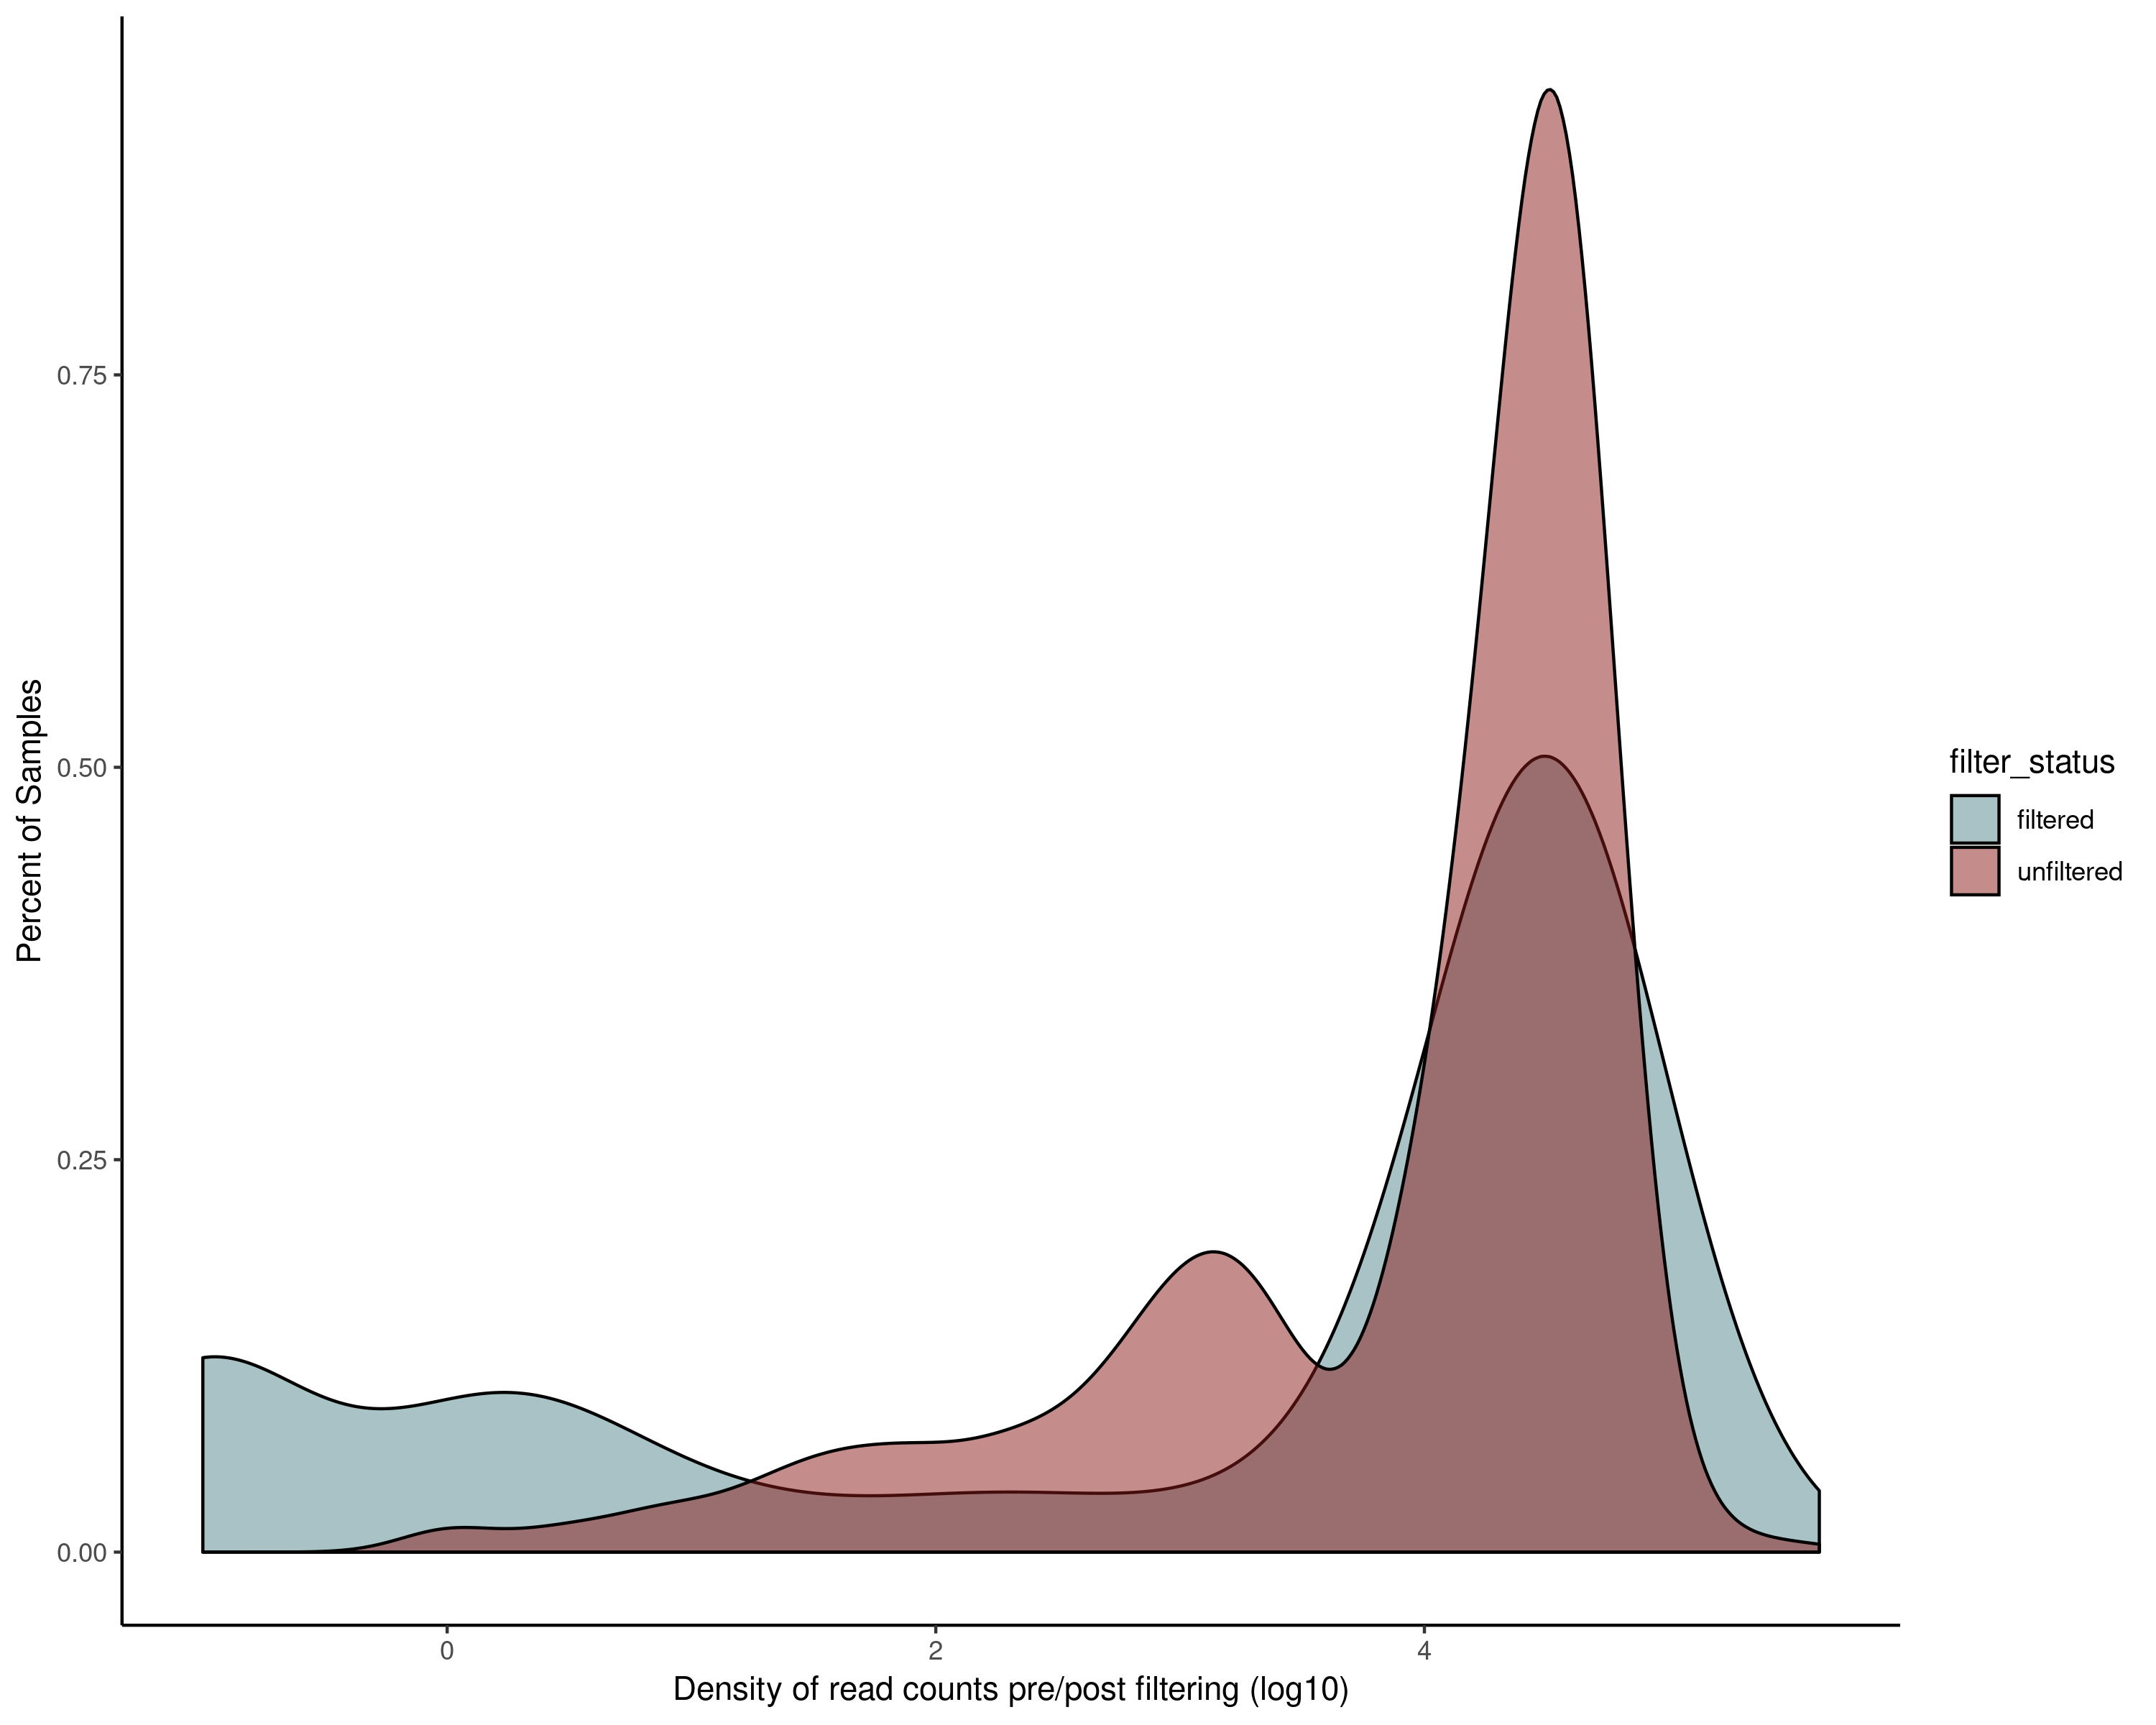 Percent of Samples
0.75
0.50
0.25
0.00
0
2
4
Density of read counts pre/post filtering (log10)
filter_status
filtered
unfiltered